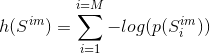 h(S^{im}) = \sum_{i=1}^{i=M} -log(p(S_i^{im}))